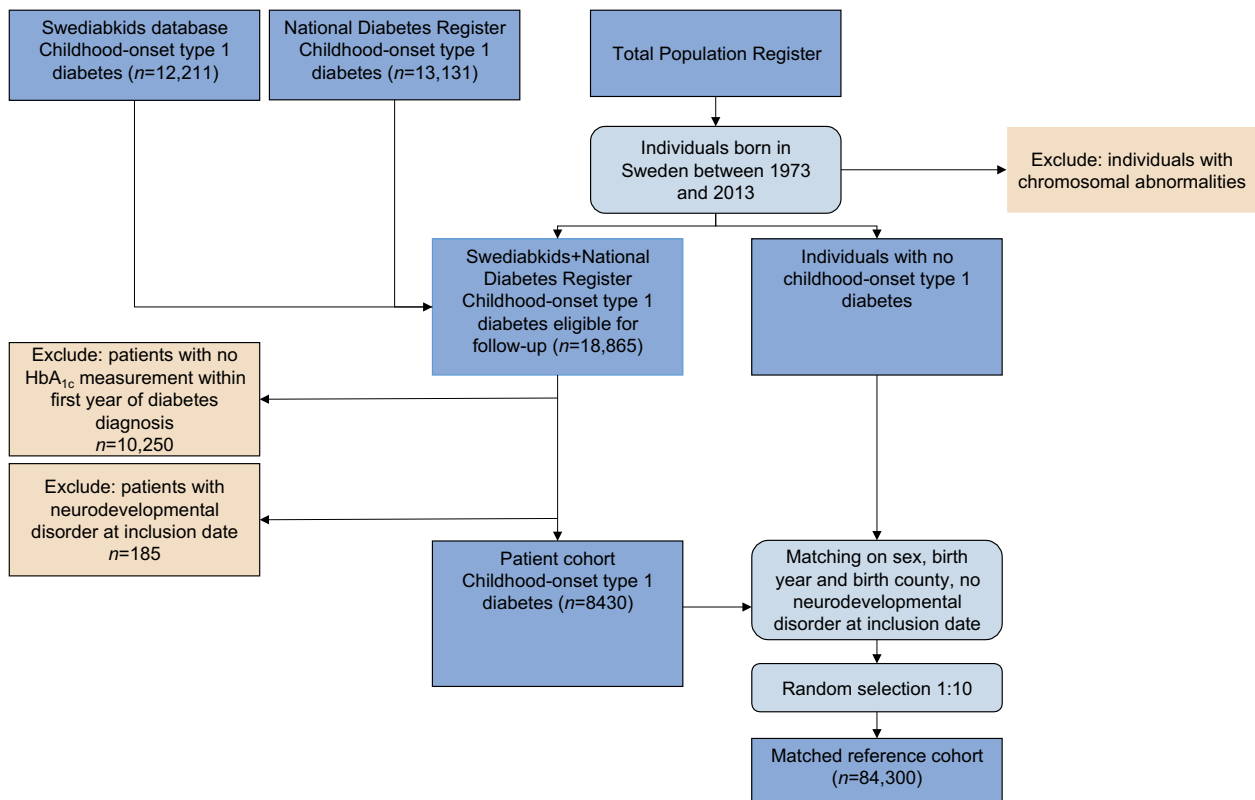 Swediabkids database
Childhood-onset type 1
diabetes (n=12,211)
National Diabetes Register
Childhood-onset type 1
diabetes (n=13,131)
Total Population Register
Individuals born in
Sweden between 1973
and 2013
Exclude: individuals with
chromosomal abnormalities
Swediabkids+National
Diabetes Register
Childhood-onset type 1
diabetes eligible for
follow-up (n=18,865)
Individuals with no
childhood-onset type 1
diabetes
Exclude: patients with no
HbA1c measurement within
first year of diabetes
diagnosis
n=10,250
Exclude: patients with
neurodevelopmental
disorder at inclusion date
n=185
Patient cohort
Childhood-onset type 1
diabetes (n=8430)
Matching on sex, birth
year and birth county, no
neurodevelopmental
disorder at inclusion date
Random selection 1:10
Matched reference cohort
(n=84,300)